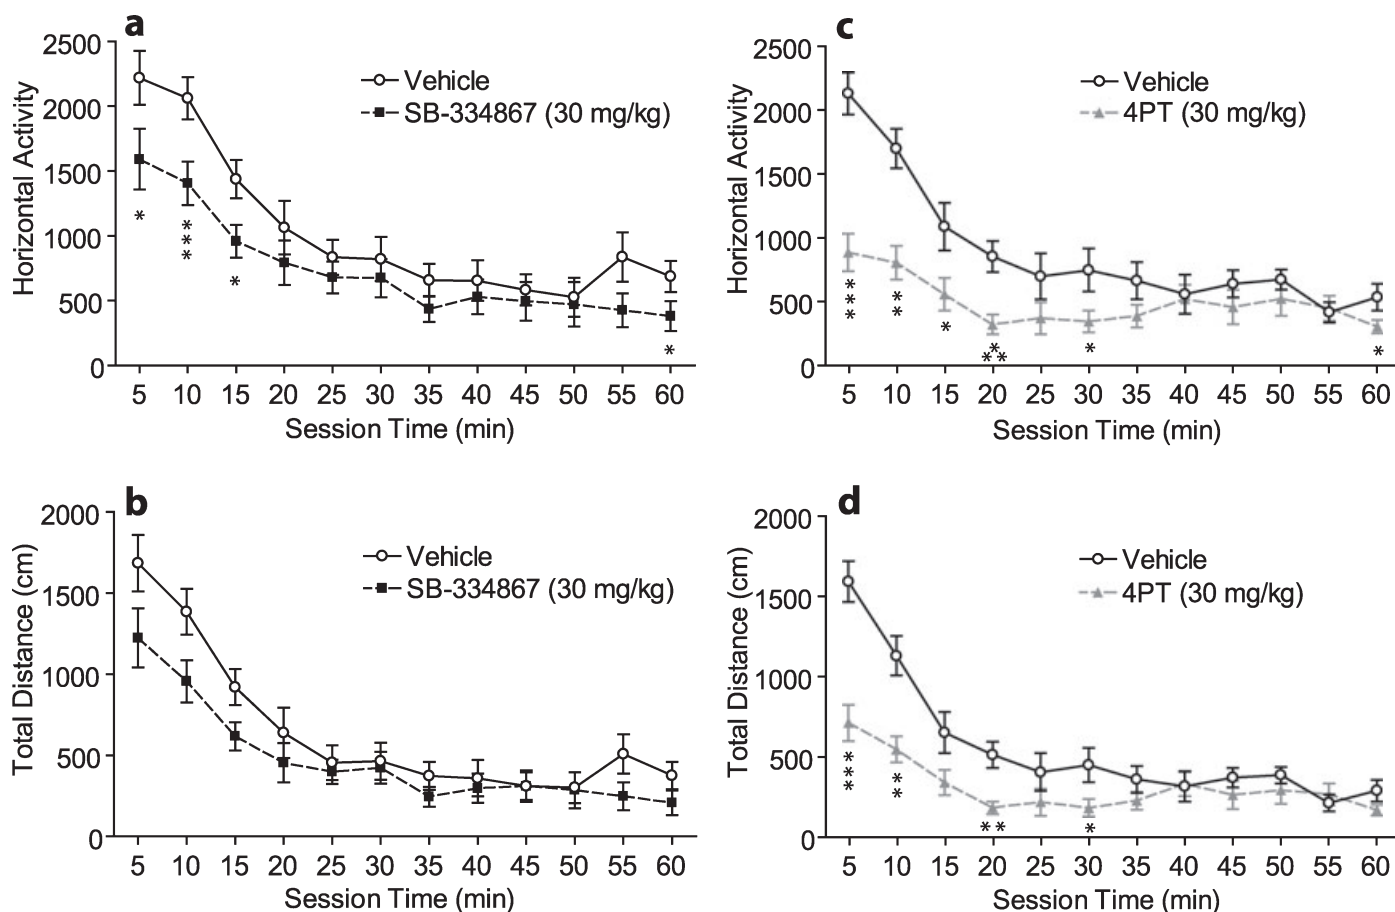 a
2500
2000
1500
1000
500
0
Horizontal Activity
Vehicle
SB-334867 (30 mg/kg)
*
***
*
*
5 10 15 20 25 30 35 40 45 50 55 60
Session Time (min)
c
2500
2000
1500
1000
500
0
Horizontal Activity
Vehicle
4PT (30 mg/kg)
***
**
*
***
*
*
5 10 15 20 25 30 35 40 45 50 55 60
Session Time (min)
b
2000
1500
1000
500
0
Total Distance (cm)
Vehicle
SB-334867 (30 mg/kg)
5 10 15 20 25 30 35 40 45 50 55 60
Session Time (min)
d
2000
1500
1000
500
0
Total Distance (cm)
Vehicle
4PT (30 mg/kg)
***
**
**
*
5 10 15 20 25 30 35 40 45 50 55 60
Session Time (min)